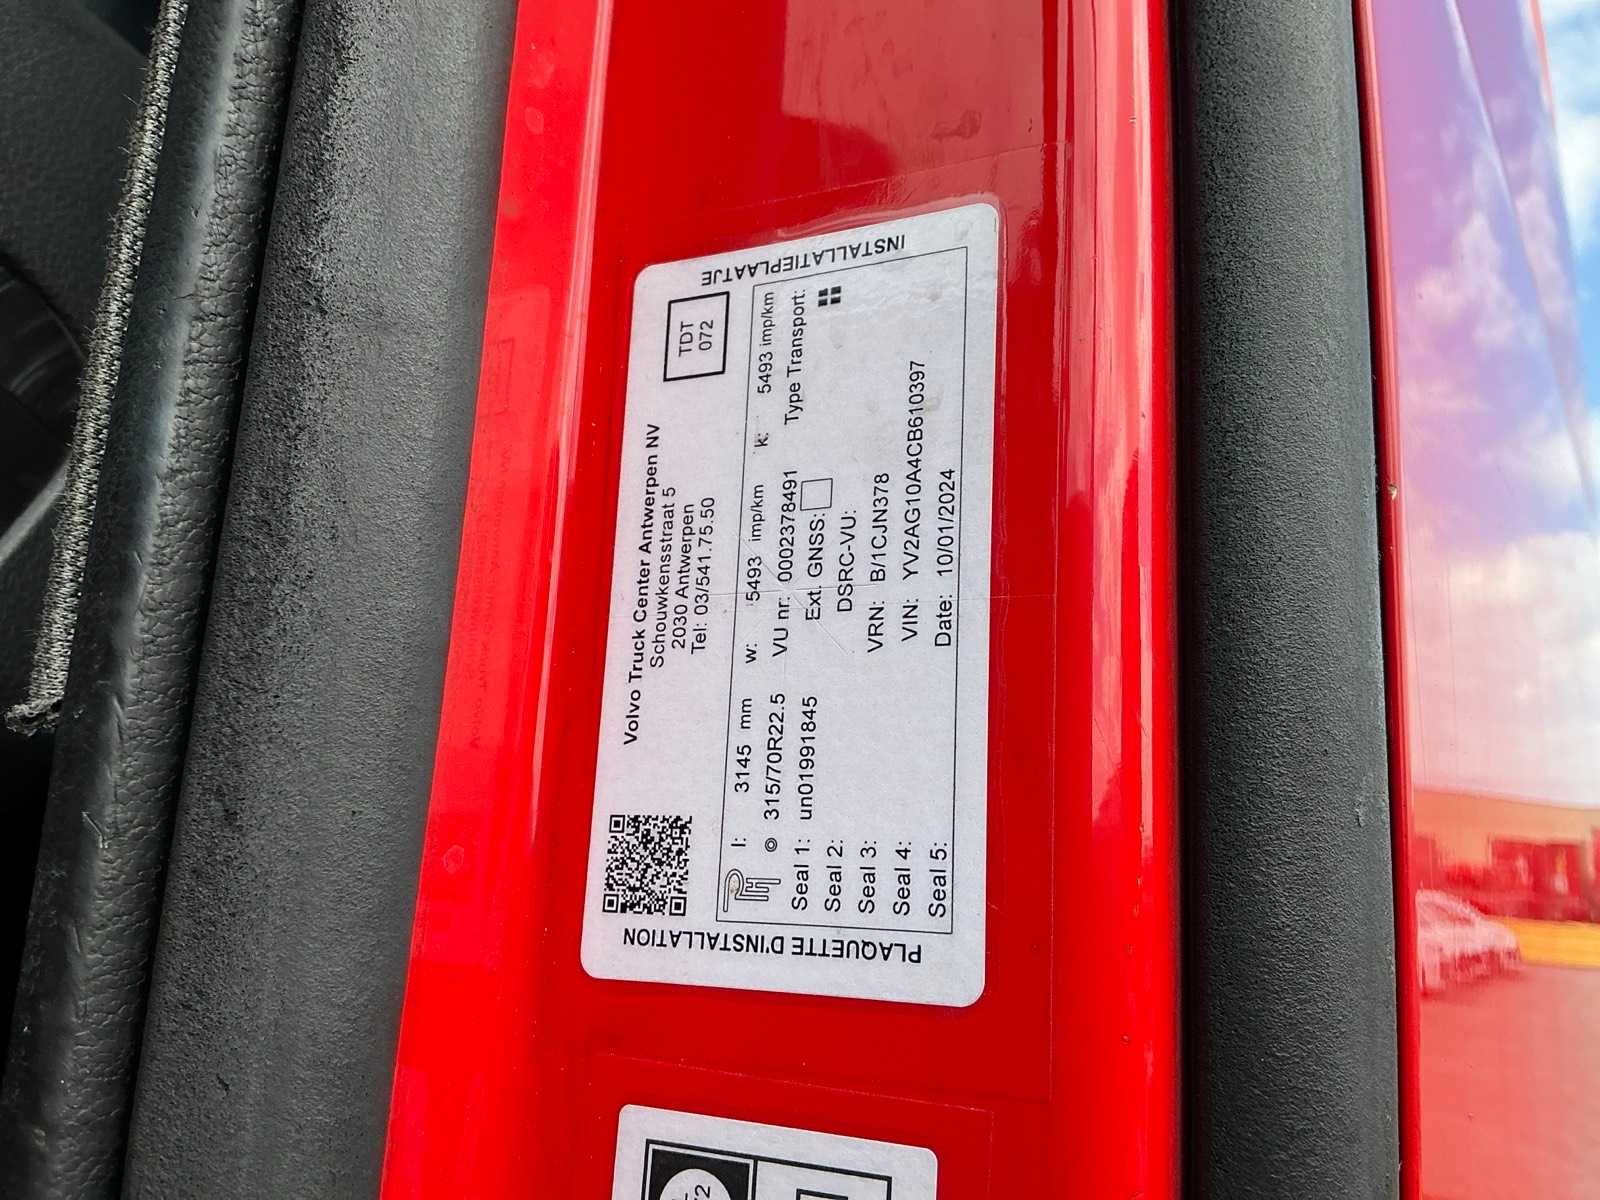 INSTALLATIEPLAATJE
Volvo Truck Center Antwerpen NV
Schouwkensstraat 5
2030 Antwerpen
Tel: 03/541.75.50
TDT
072
l: 3145 mm w: 5493 imp/km k: 5493 imp/km
315/70R22.5 VU nr: 0002378491 Type Transport:
Seal 1: un01991845 Ext. GNSS:
Seal 2: DSRC-VU:
Seal 3: VRN: B/1CJN378
Seal 4: VIN: YV2AG10A4CB610397
Seal 5: Date: 10/01/2024
PLAQUETTE D'INSTALLATION